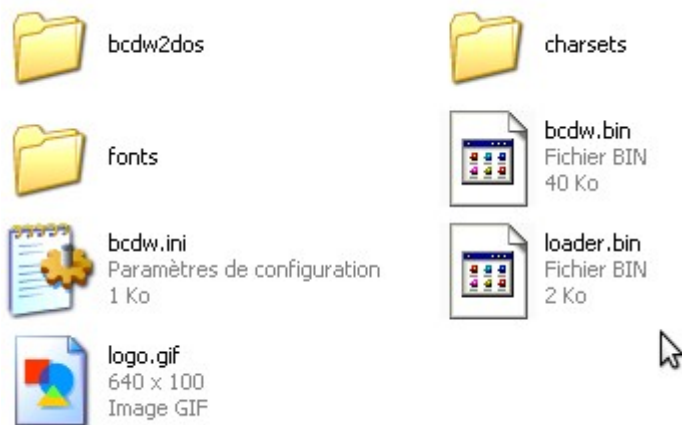 bcdw2dos
charsets
fonts
bcdw.bin
Fichier BIN
40 Ko
bcdw.ini
Paramètres de configuration
1 Ko
loader.bin
Fichier BIN
2 Ko
logo.gif
640 x 100
Image GIF